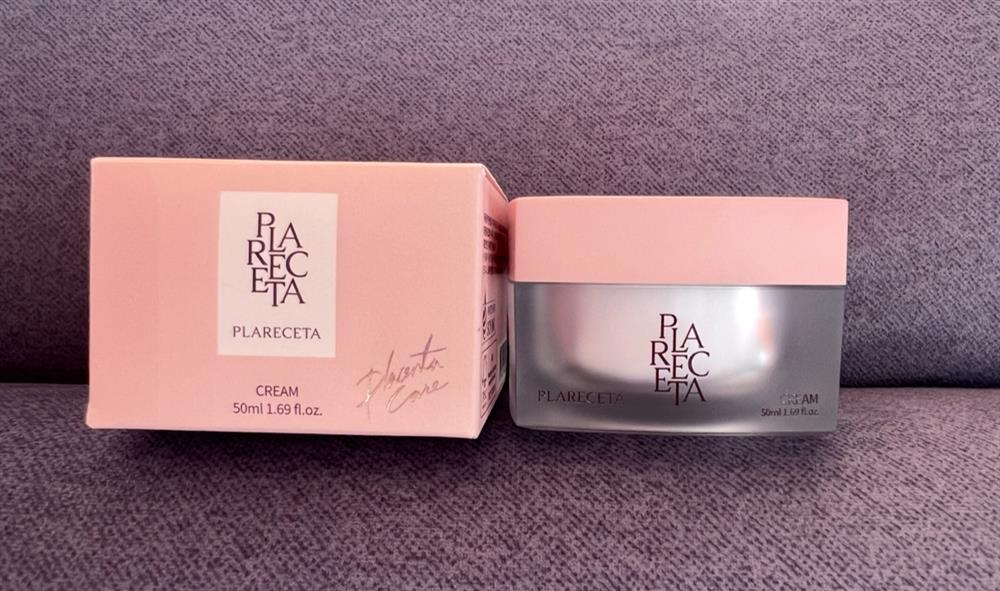 PLA
REC
ETA
PLARECETA
Placenta
Care
CREAM
50ml 1.69 fl.oz.
PLA
REC
ETA
PLARECETA
CREAM
50ml 1.69 fl.oz.